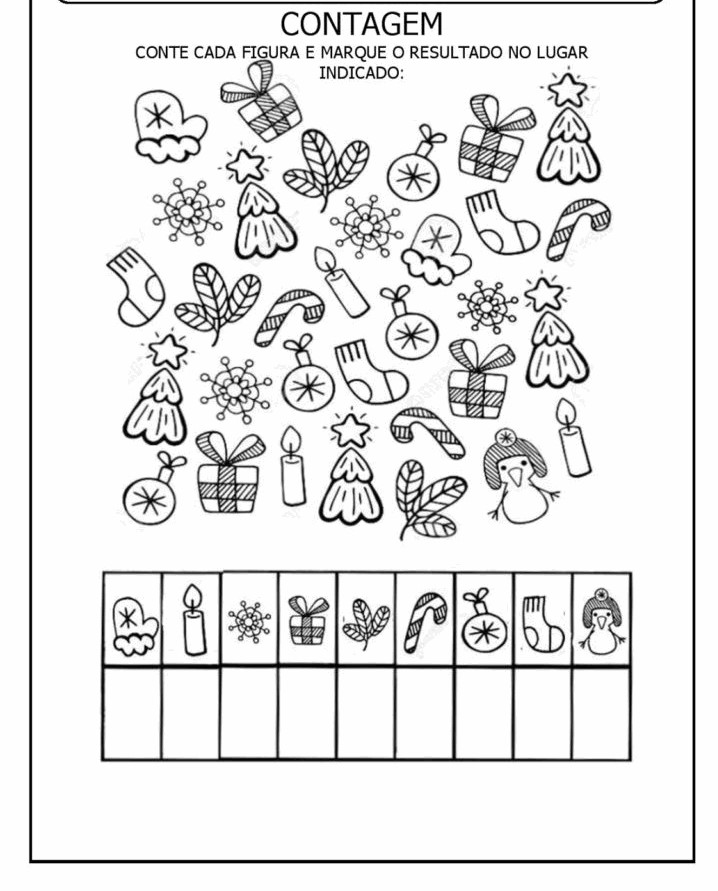 CONTAGEM
CONTE CADA FIGURA E MARQUE O RESULTADO NO LUGAR
INDICADO: